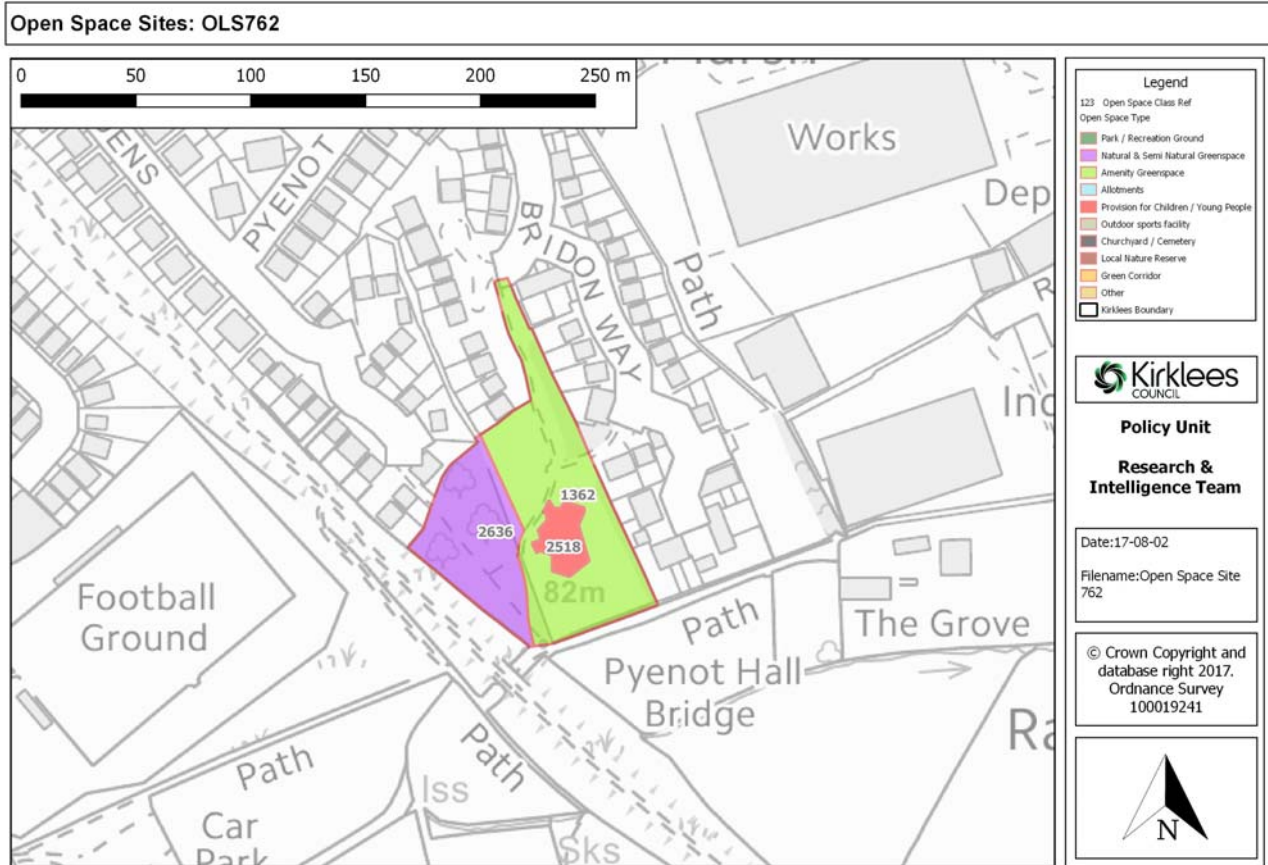 Open Space Sites: OLS762
0 50 100 150 200 250 m
Works
Dep
PYENOT
BRIDON WAY
Path
Inc
1362
2636
2518
82m
Football
Ground
Path
The Grove
Pyenot Hall
Bridge
Path
Path
Iss
Car
Park
Sks
Legend
123 Open Space Class Ref
Open Space Type
Park / Recreation Ground
Natural & Semi Natural Greenspace
Amenity Greenspace
Allotments
Provision for Children / Young People
Outdoor sports facility
Churchyard / Cemetery
Local Nature Reserve
Green Corridor
Other
Kirklees Boundary
Kirklees
COUNCIL
Policy Unit
Research &
Intelligence Team
Date:17-08-02
Filename:Open Space Site
762
© Crown Copyright and
database right 2017.
Ordnance Survey
100019241
N